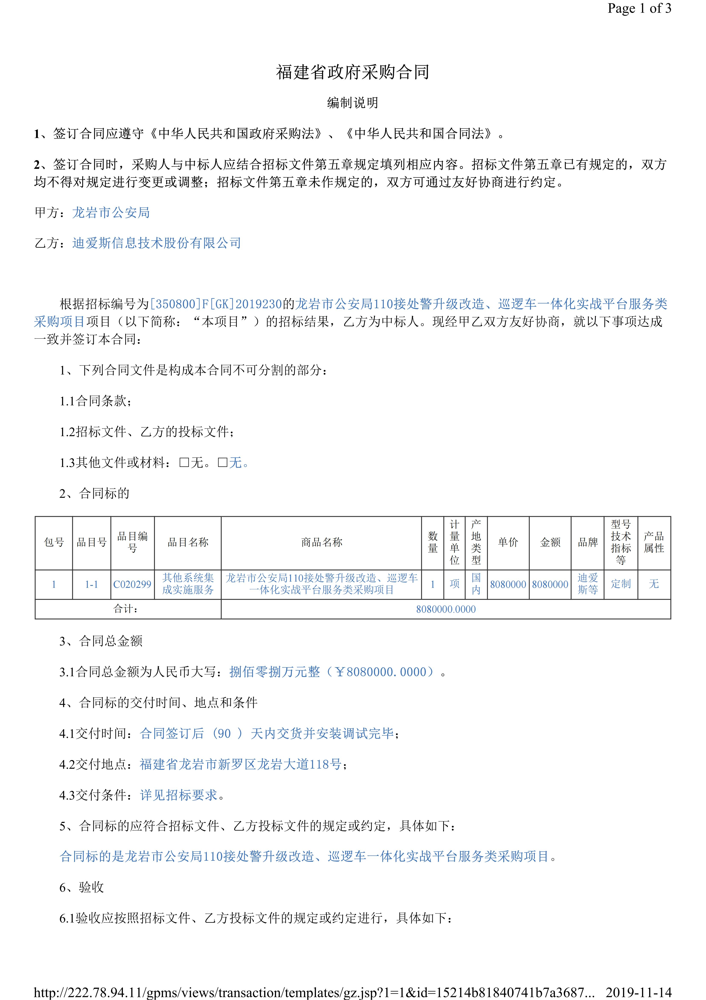 Page 1 of 3
福建省政府采购合同
编制说明
1、签订合同应遵守《中华人民共和国政府采购法》、《中华人民共和国合同法》。
2、签订合同时，采购人与中标人应结合招标文件第五章规定填列相应内容。招标文件第五章已有规定的，双方
均不得对规定进行变更或调整；招标文件第五章未作规定的，双方可通过友好协商进行约定。
甲方：龙岩市公安局
乙方：迪爱斯信息技术股份有限公司
根据招标编号为[350800]F[GK]2019230的龙岩市公安局110接处警升级改造、巡逻车一体化实战平台服务类
采购项目项目（以下简称：“本项目”）的招标结果，乙方为中标人。现经甲乙双方友好协商，就以下事项达成
一致并签订本合同：
1、下列合同文件是构成本合同不可分割的部分：
1.1合同条款；
1.2招标文件、乙方的投标文件；
1.3其他文件或材料：□无。□无。
2、合同标的
包号 品目号 品目编号 品目名称 商品名称 数量 计量单位 产地类型 单价 金额 品牌 型号技术指标等 产品属性
1 1-1 C020299 其他系统集成实施服务 龙岩市公安局110接处警升级改造、巡逻车一体化实战平台服务类采购项目 1 项 国内 8080000 8080000 迪爱斯等 定制 无
合计： 8080000.0000
3、合同总金额
3.1合同总金额为人民币大写：捌佰零捌万元整（￥8080000.0000）。
4、合同标的交付时间、地点和条件
4.1交付时间：合同签订后（90 ）天内交货并安装调试完毕；
4.2交付地点：福建省龙岩市新罗区龙岩大道118号；
4.3交付条件：详见招标要求。
5、合同标的应符合招标文件、乙方投标文件的规定或约定，具体如下：
合同标的是龙岩市公安局110接处警升级改造、巡逻车一体化实战平台服务类采购项目。
6、验收
6.1验收应按照招标文件、乙方投标文件的规定或约定进行，具体如下：
http://222.78.94.11/gpms/views/transaction/templates/gz.jsp?1=1&id=15214b81840741b7a3687... 2019-11-14